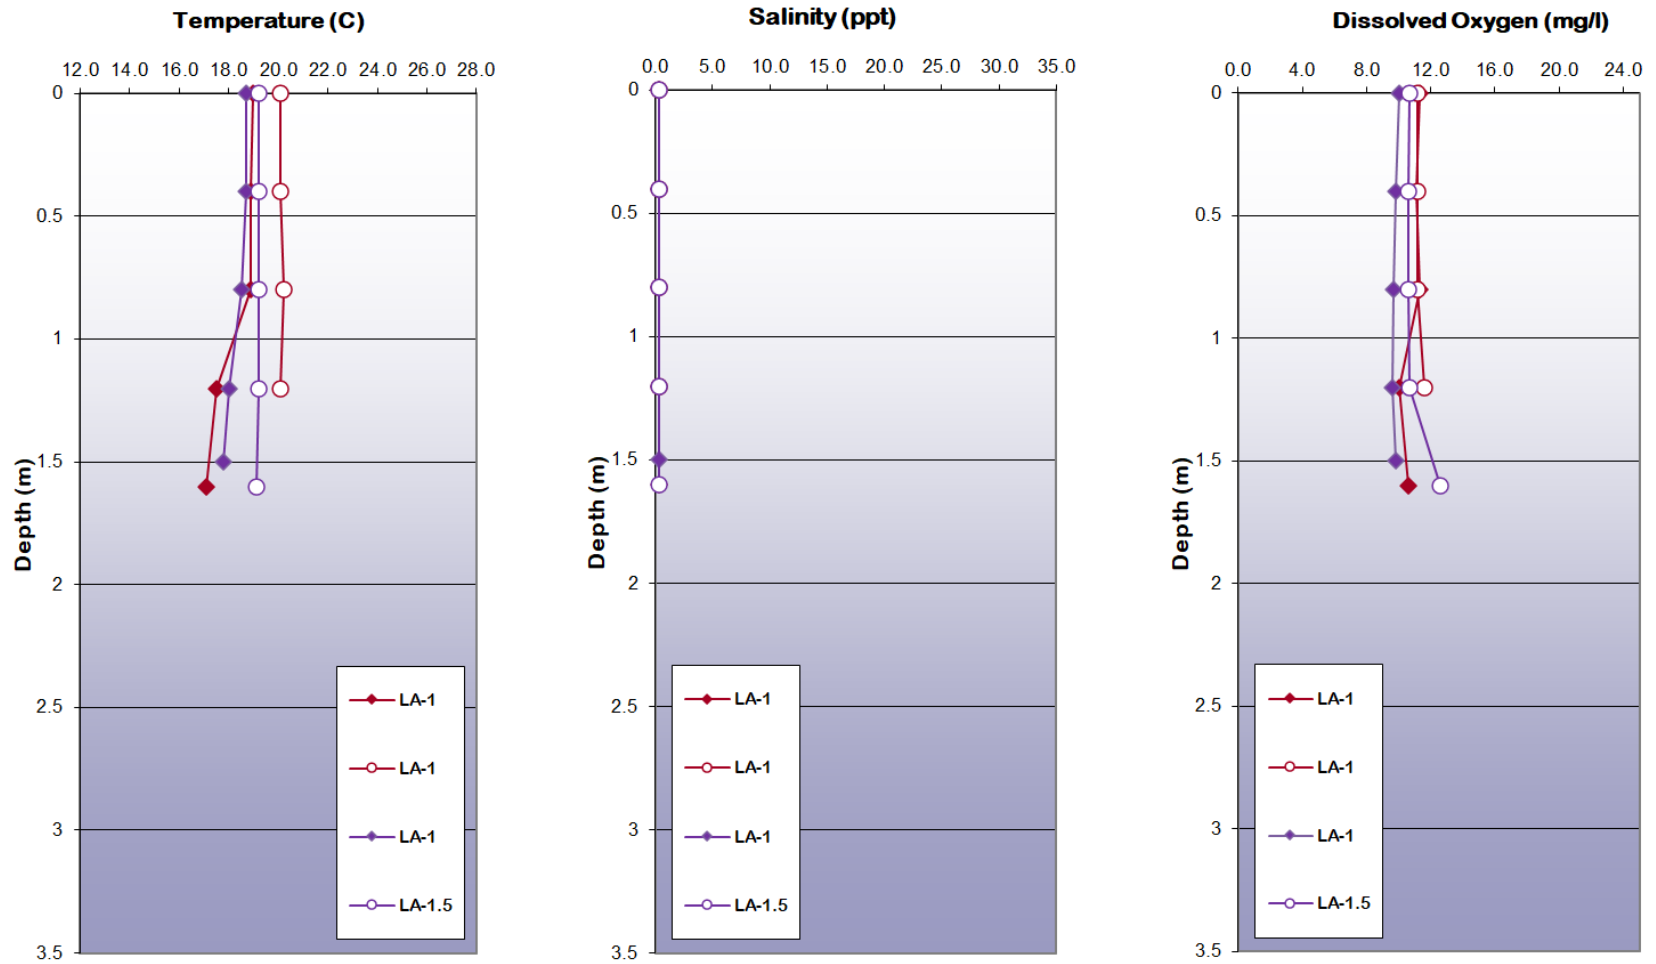 Temperature (C)
12.0 14.0 16.0 18.0 20.0 22.0 24.0 26.0 28.0
0
0.5
1
1.5
2
2.5
3
3.5
Depth (m)
LA-1
LA-1
LA-1
LA-1.5
Salinity (ppt)
0.0 5.0 10.0 15.0 20.0 25.0 30.0 35.0
0
0.5
1
1.5
2
2.5
3
3.5
Depth (m)
LA-1
LA-1
LA-1
LA-1.5
Dissolved Oxygen (mg/l)
0.0 4.0 8.0 12.0 16.0 20.0 24.0
0
0.5
1
1.5
2
2.5
3
3.5
Depth (m)
LA-1
LA-1
LA-1
LA-1.5